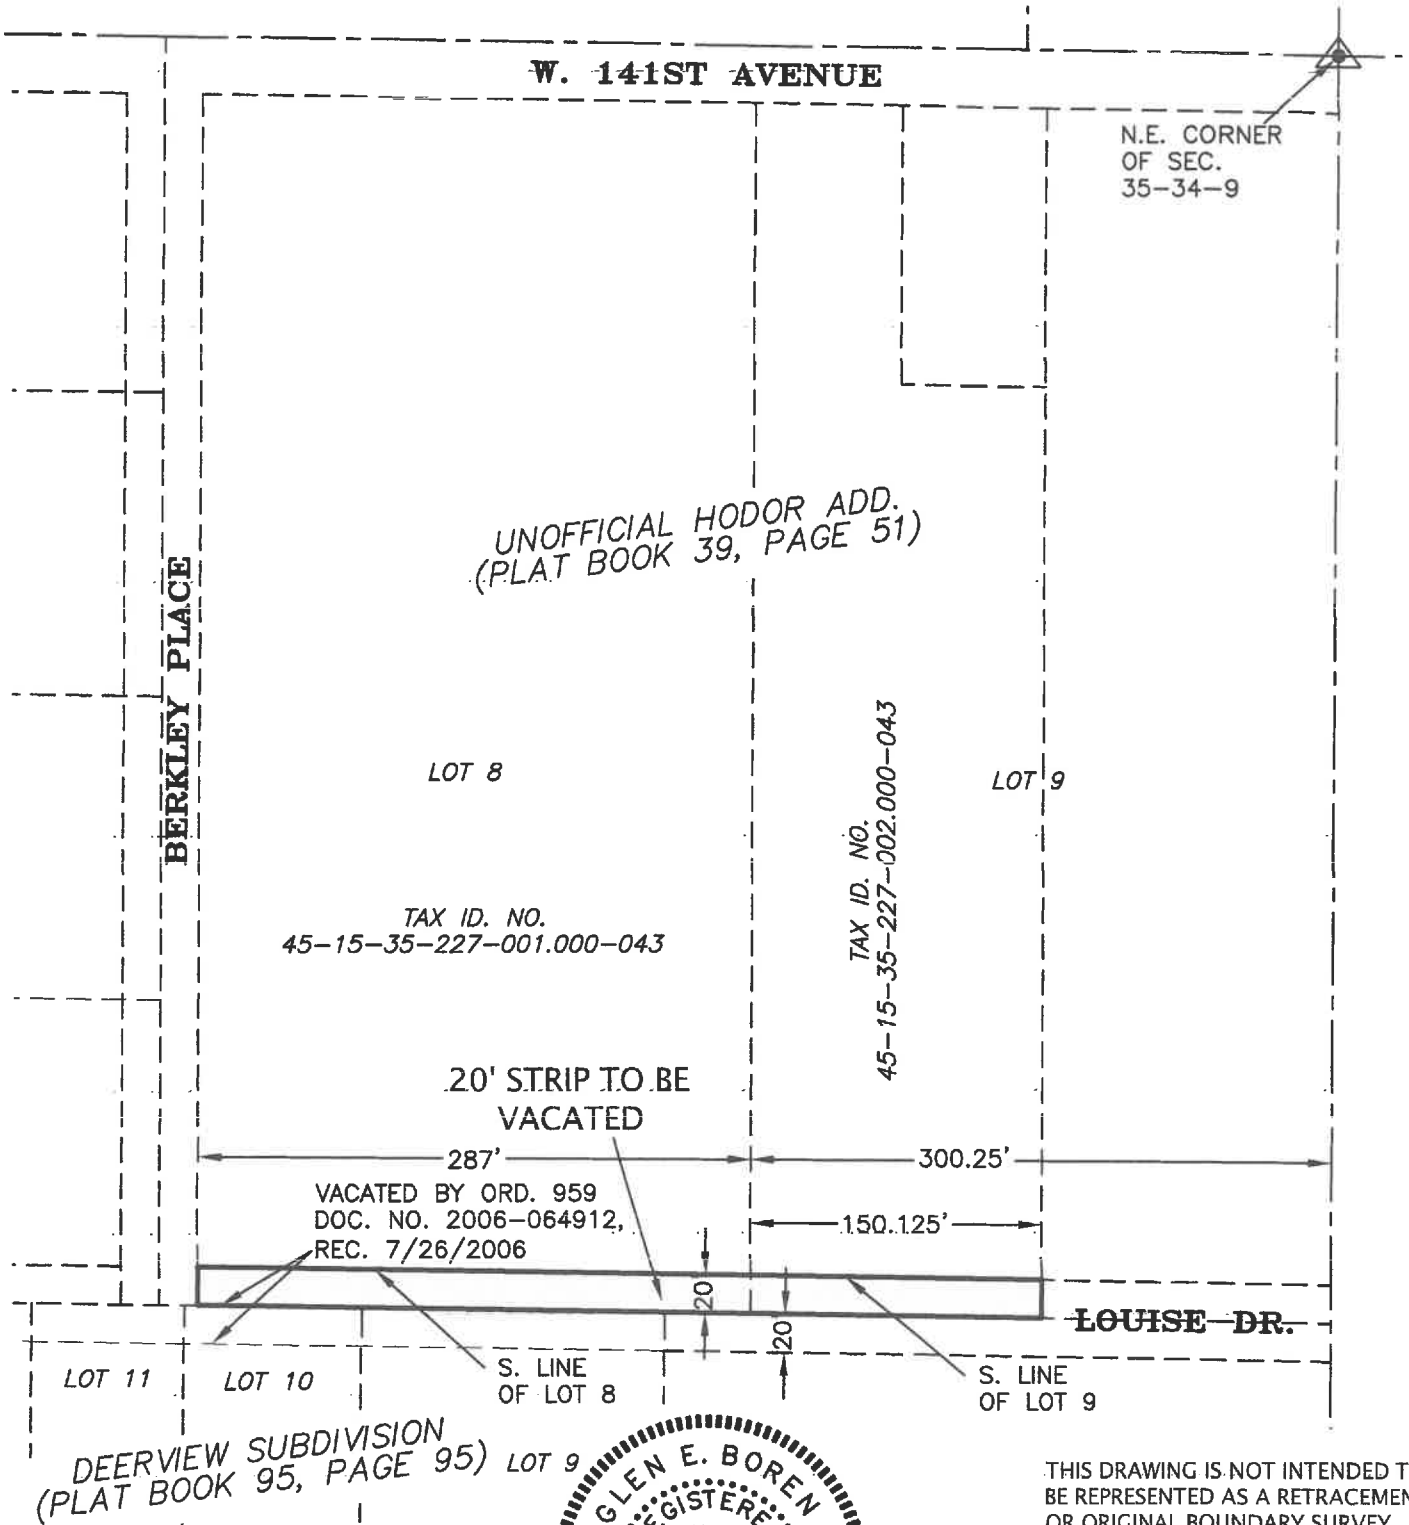 W. 141ST AVENUE
N.E. CORNER
OF SEC.
35-34-9
UNOFFICIAL HODOR ADD.
(PLAT BOOK 39, PAGE 51)
BERKLEY PLACE
LOT 8
LOT 9
TAX ID. NO.
45-15-35-227-002.000-043
TAX ID. NO.
45-15-35-227-001.000-043
20' STRIP TO BE
VACATED
287'
300.25'
VACATED BY ORD. 959
DOC. NO. 2006-064912,
REC. 7/26/2006
150.125'
20
20
LOUISE DR.
LOT 11
LOT 10
S. LINE
OF LOT 8
S. LINE
OF LOT 9
DEERVIEW SUBDIVISION
(PLAT BOOK 95, PAGE 95)
LOT 9
GLEN E. BOREN
EGISTERE
THIS DRAWING IS NOT INTENDED T
BE REPRESENTED AS A RETRACEMEN
OR ORIGINAL BOUNDARY SURVEY